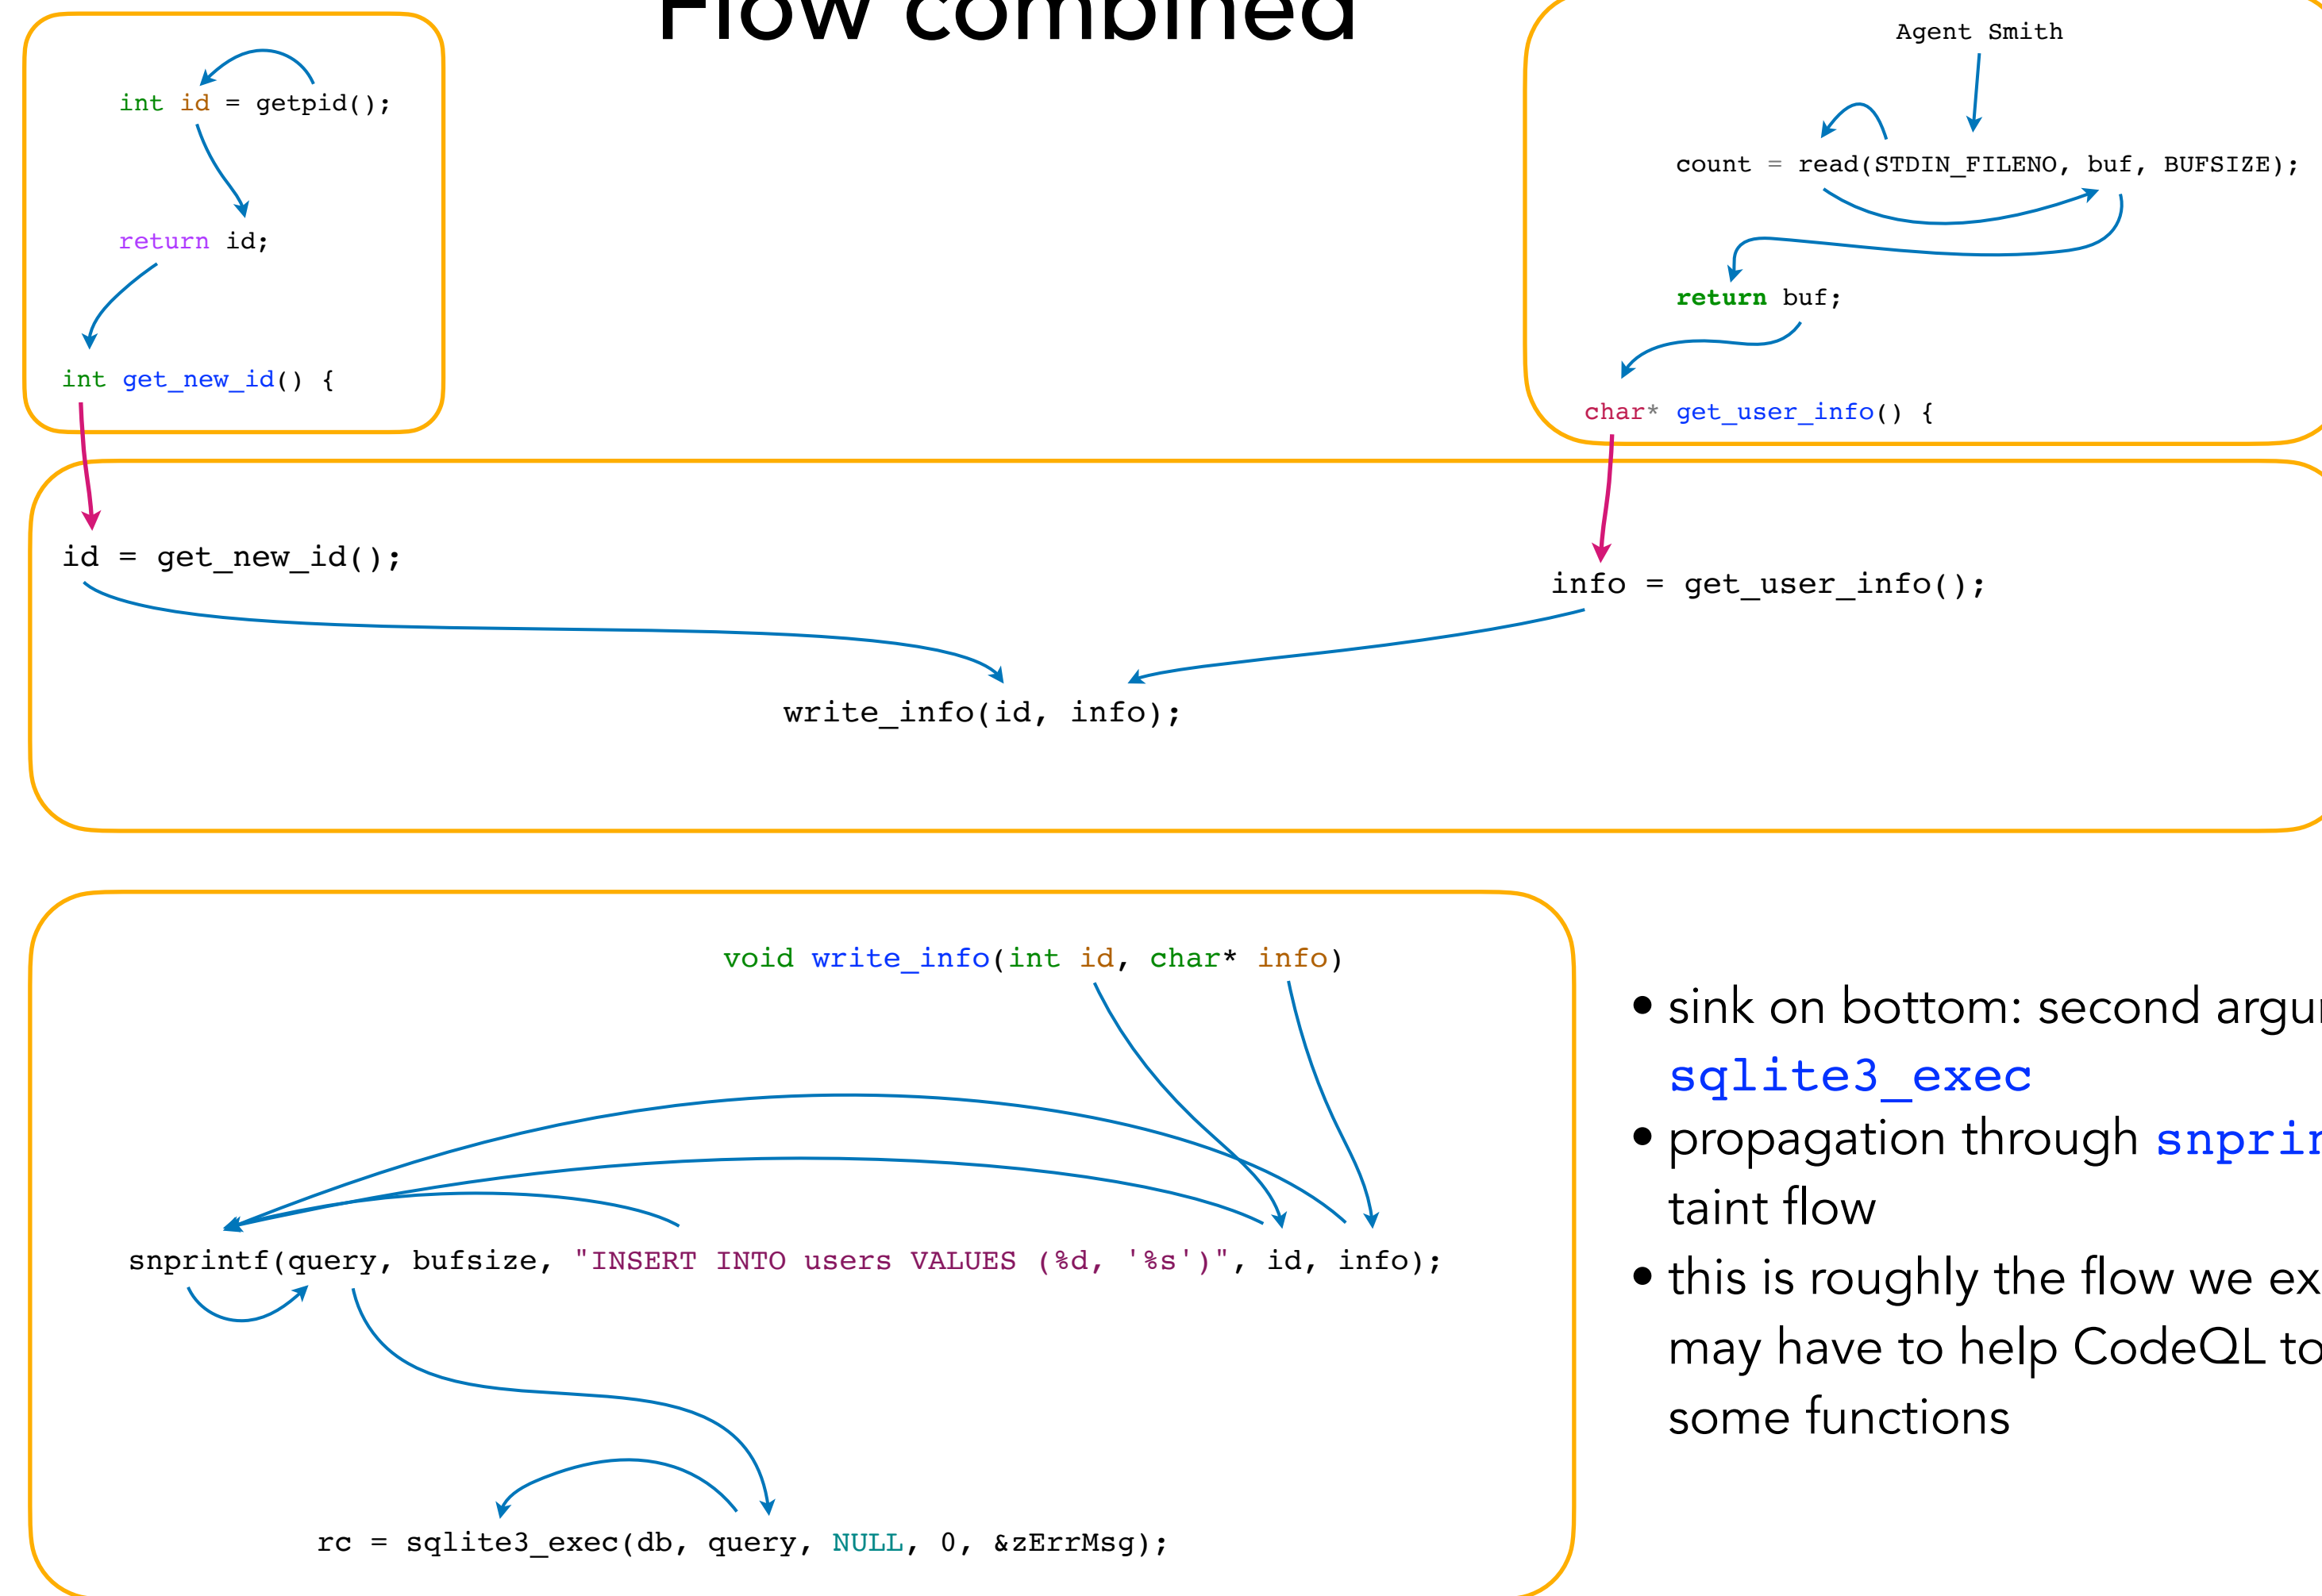 Flow combined
int id = getpid();
return id;
int get_new_id() {
Agent Smith
count = read(STDIN_FILENO, buf, BUFSIZE);
return buf;
char* get_user_info() {
id = get_new_id();
info = get_user_info();
write_info(id, info);
void write_info(int id, char* info)
snprintf(query, bufsize, "INSERT INTO users VALUES (%d, '%s')", id, info);
rc = sqlite3_exec(db, query, NULL, 0, &zErrMsg);
• sink on bottom: second
sqlite3_exec
• propagation through
taint flow
• this is roughly the flow we
may have to help CodeQL to
some functions